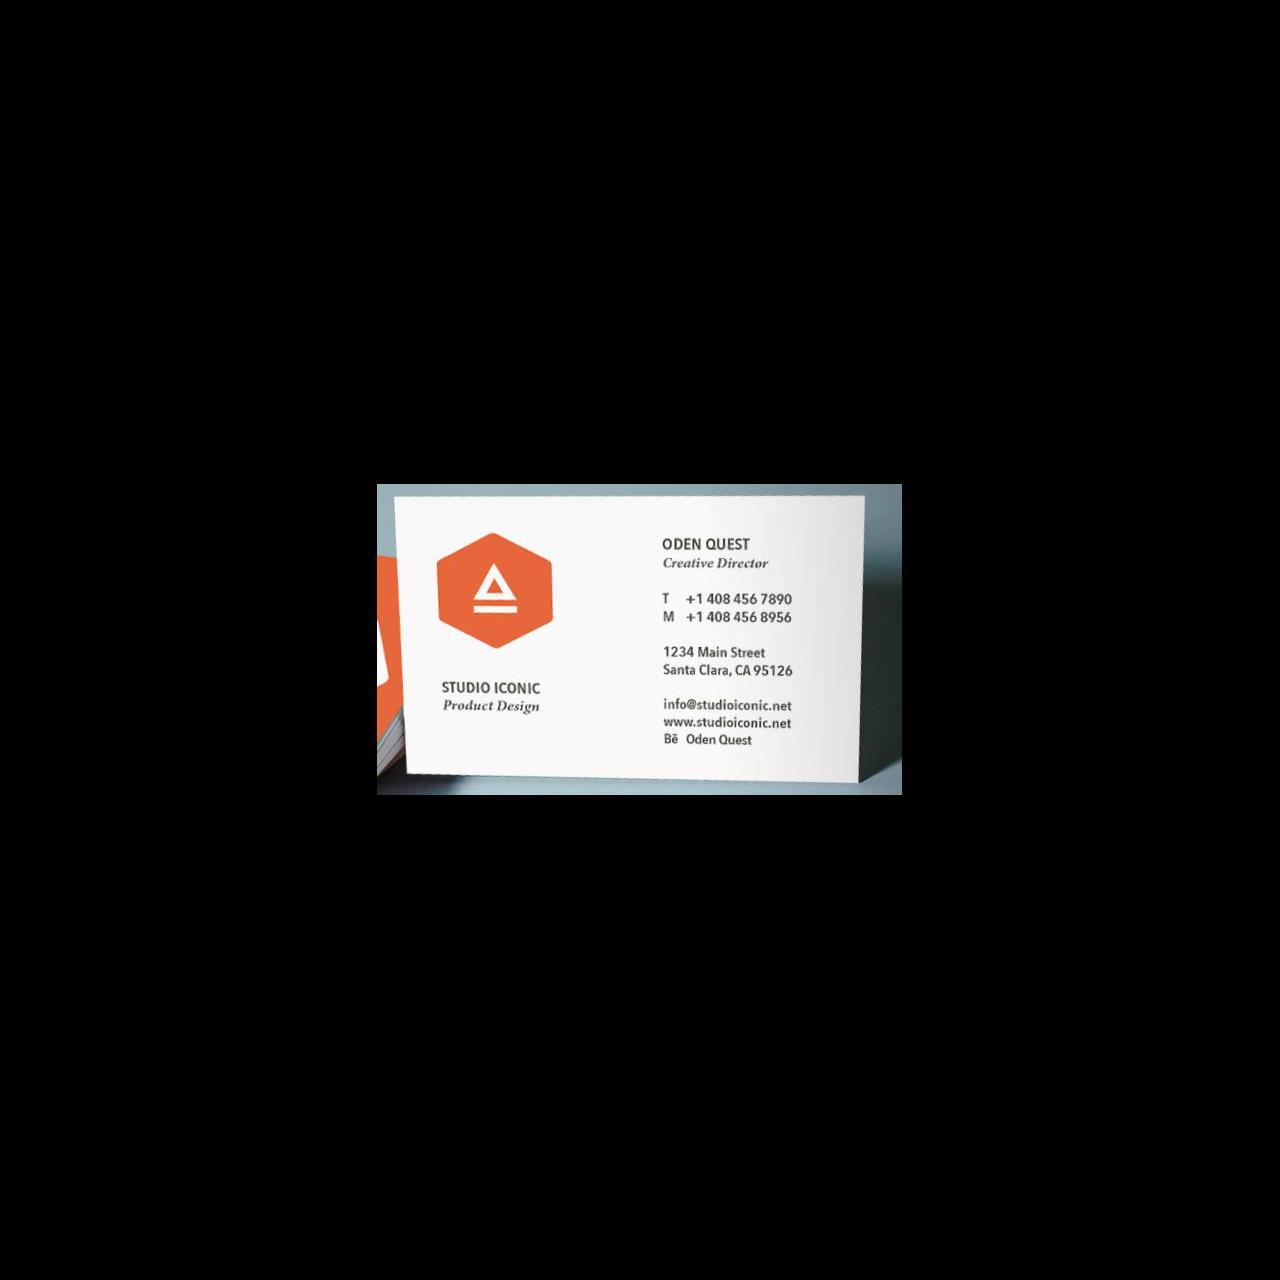 STUDIO ICONIC
Product Design
ODEN QUEST
Creative Director
T +1 408 456 7890
M +1 408 456 8956
1234 Main Street
Santa Clara, CA 95126
info@studioiconic.net
www.studioiconic.net
Bē Oden Quest